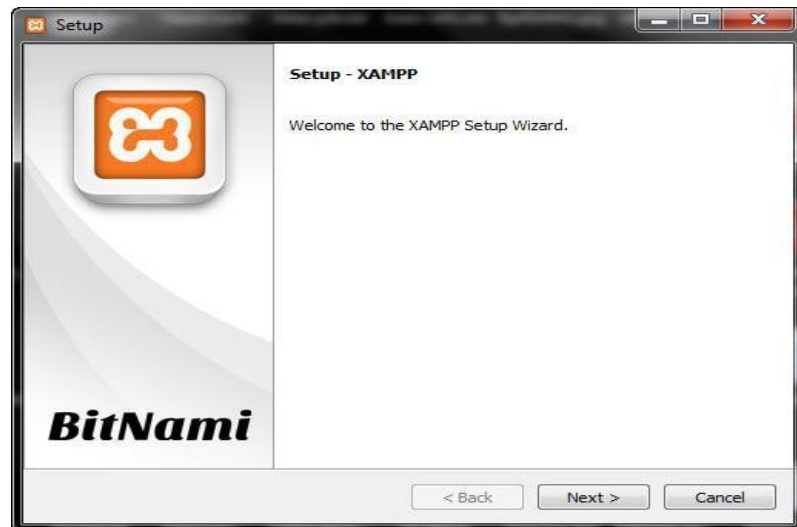 Setup
Setup - XAMPP
Welcome to the XAMPP Setup Wizard.
BitNami
< Back
Next >
Cancel